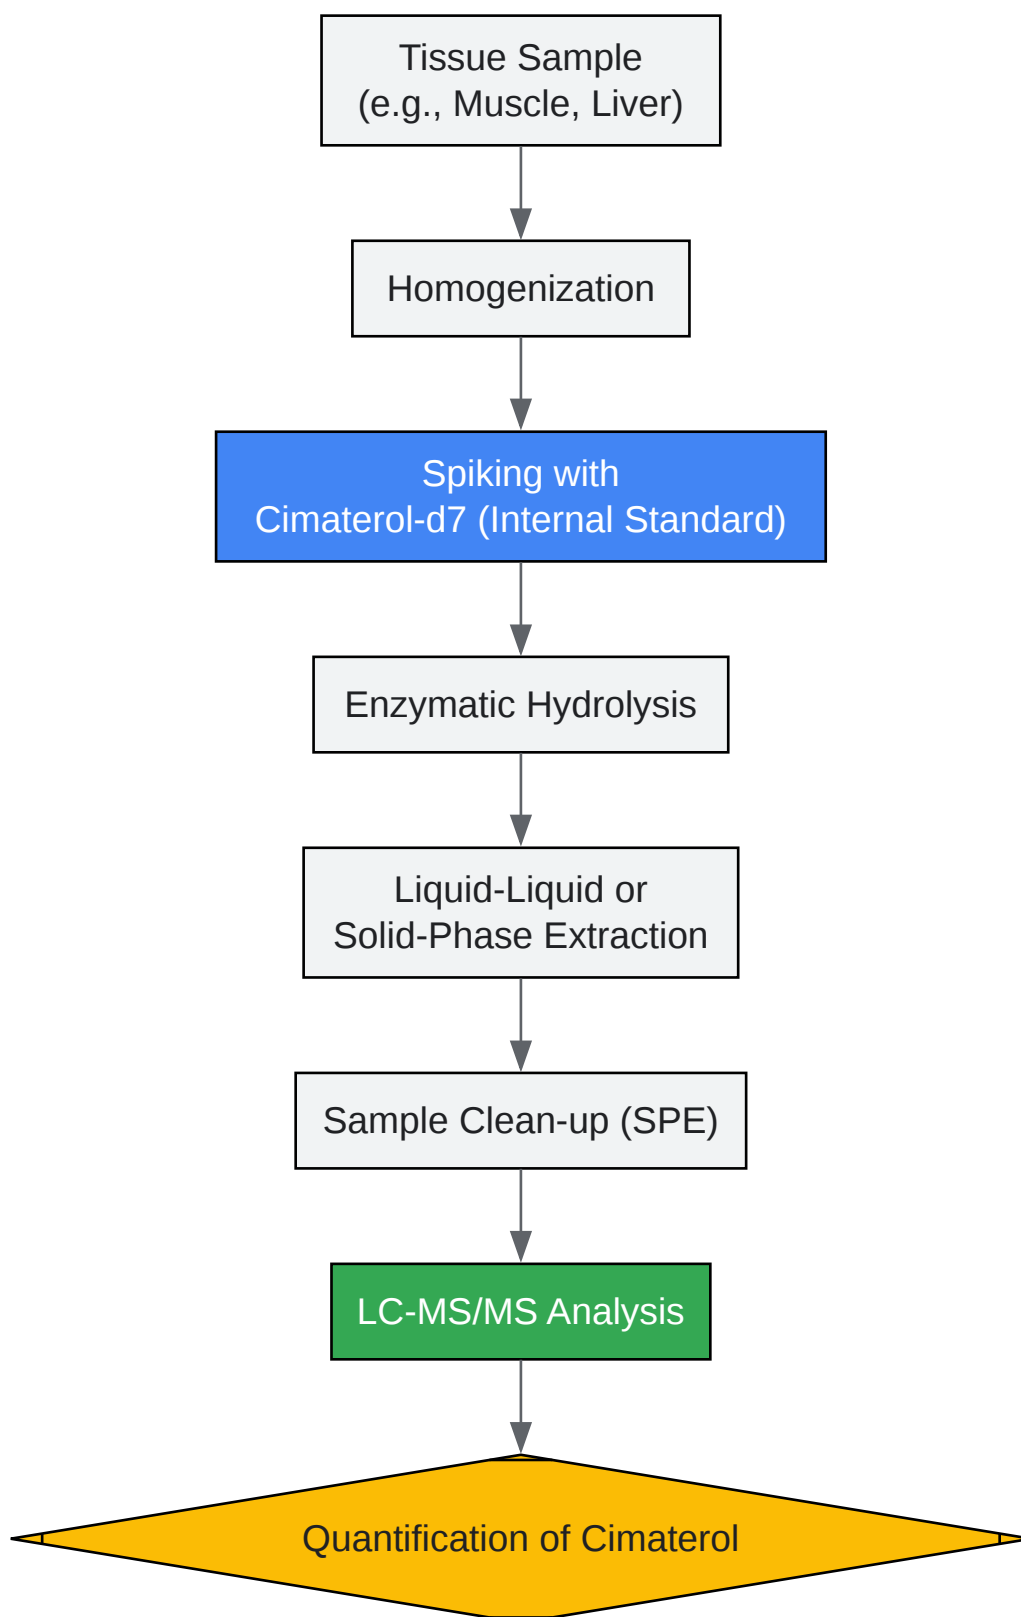 Tissue Sample
(e.g., Muscle, Liver)
Homogenization
Spiking with
Cimaterol-d7 (Internal Standard)
Enzymatic Hydrolysis
Liquid-Liquid or
Solid-Phase Extraction
Sample Clean-up (SPE)
LC-MS/MS Analysis
Quantification of Cimaterol